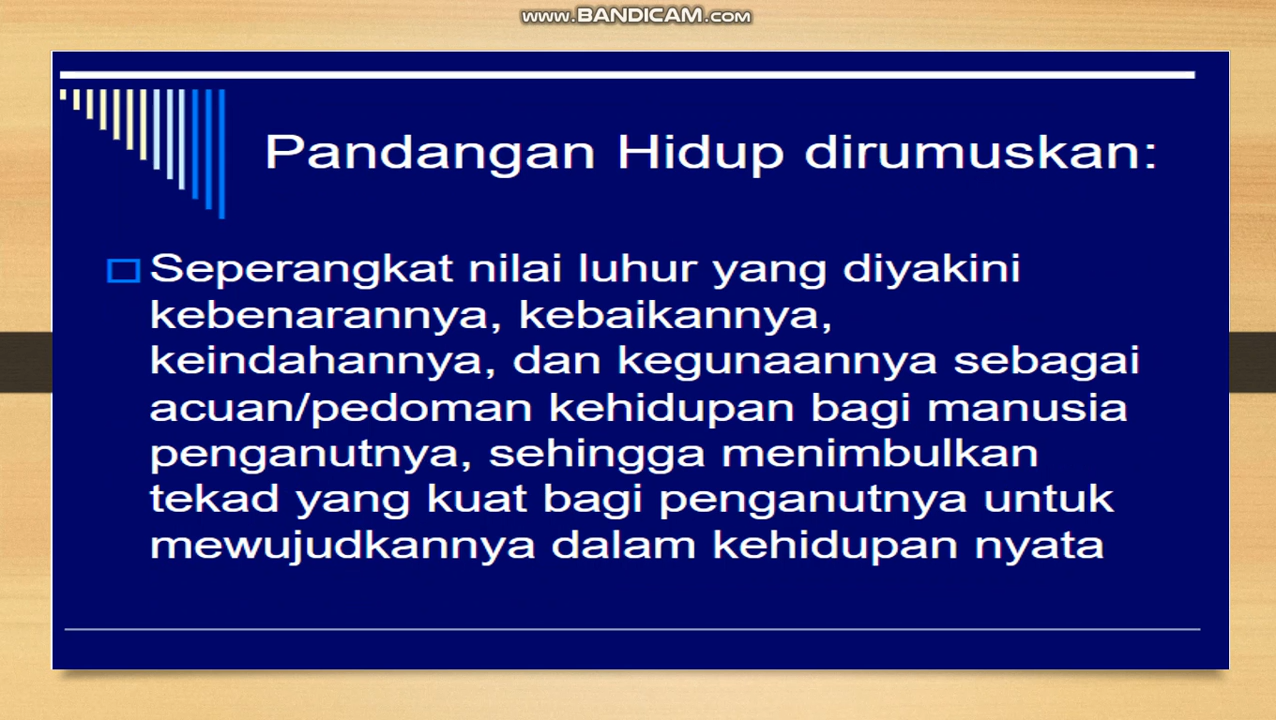 www.BANDICAM.com
Pandangan Hidup dirumuskan:
Seperangkat nilai luhur yang diyakini
kebenarannya, kebaikannya,
keindahannya, dan kegunaannya sebagai
acuan/pedoman kehidupan bagi manusia
penganutnya, sehingga menimbulkan
tekad yang kuat bagi penganutnya untuk
mewujudkannya dalam kehidupan nyata